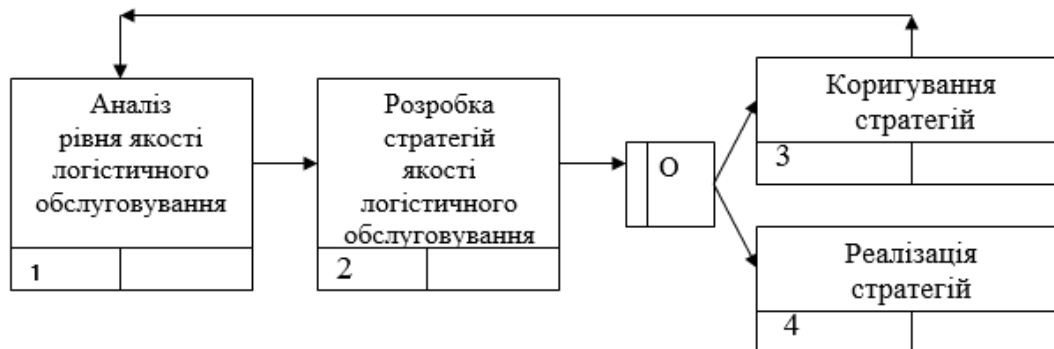 Аналіз
рівня якості
логістичного
обслуговування
1
Розробка
стратегій
якості
логістичного
обслуговування
2
О
Коригування
стратегій
3
Реалізація
стратегій
4